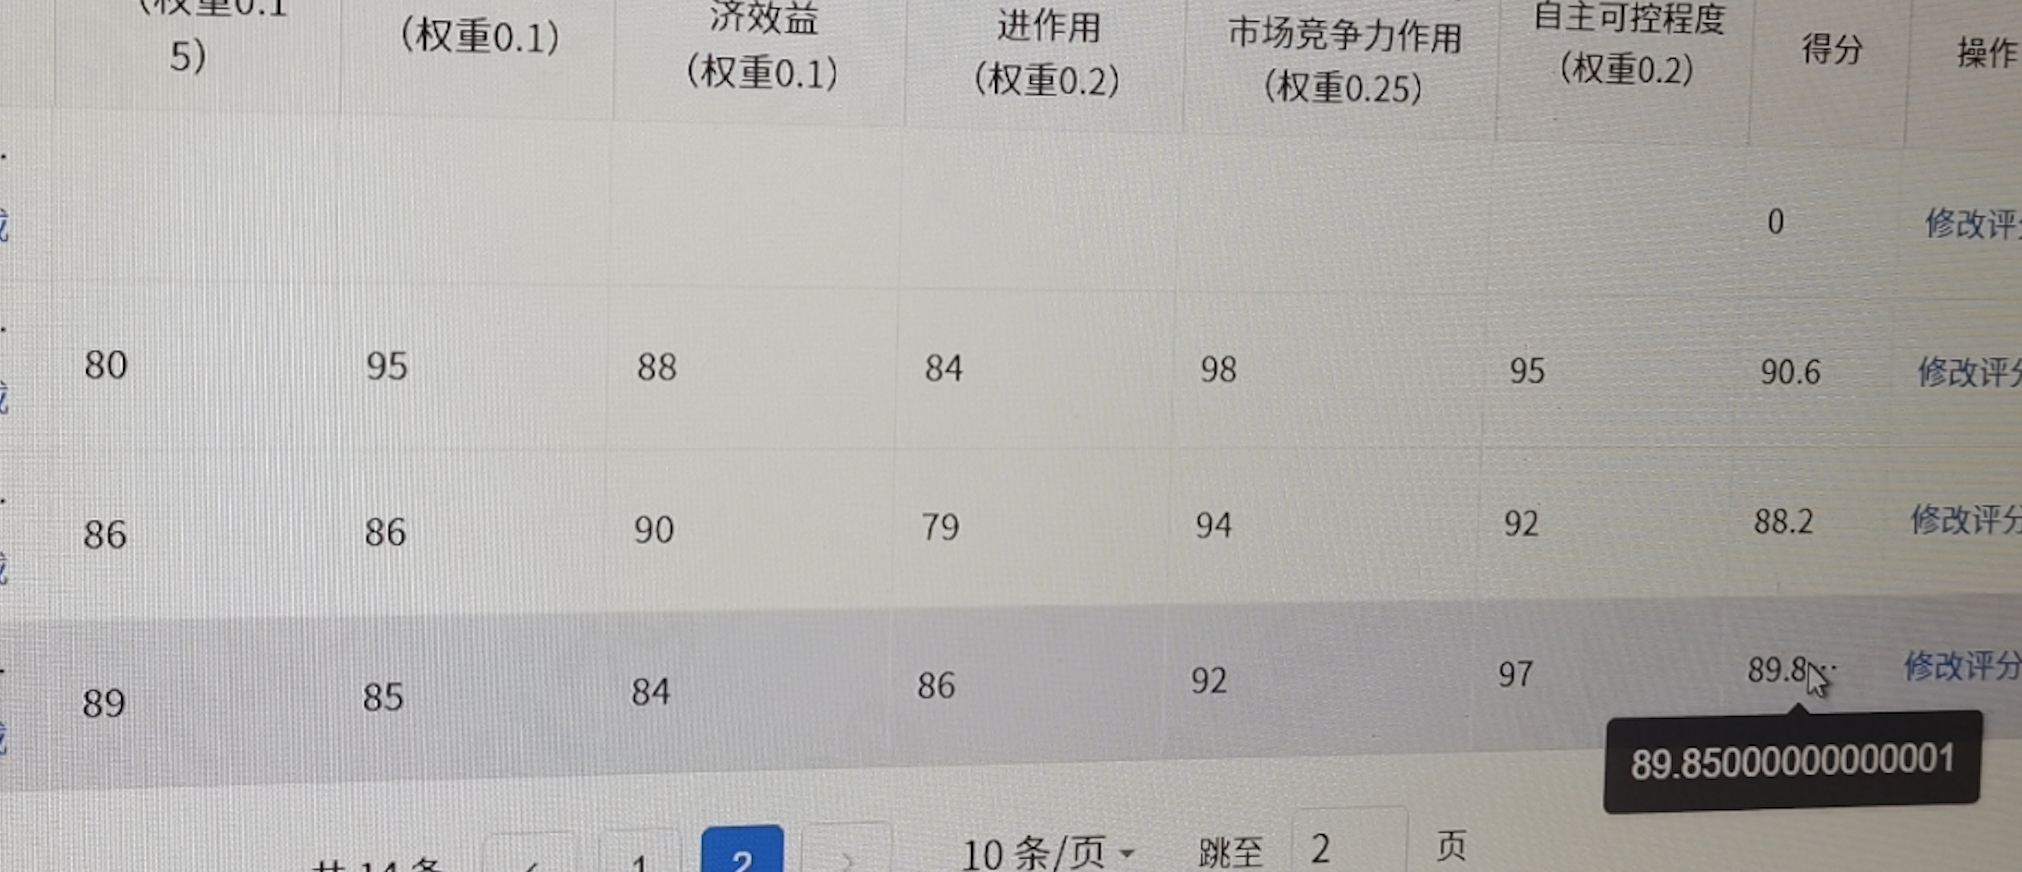 (权重0.1
5)
(权重0.1)
济效益
(权重0.1)
进作用
(权重0.2)
市场竞争力作用
(权重0.25)
自主可控程度
(权重0.2)
得分
操作
0
修改评分
80
95
88
84
98
95
90.6
修改评分
86
86
90
79
94
92
88.2
修改评分
89
85
84
86
92
97
89.8...
修改评分
89.85000000000001
共 14 条
1
2
10 条/页
跳至
2
页